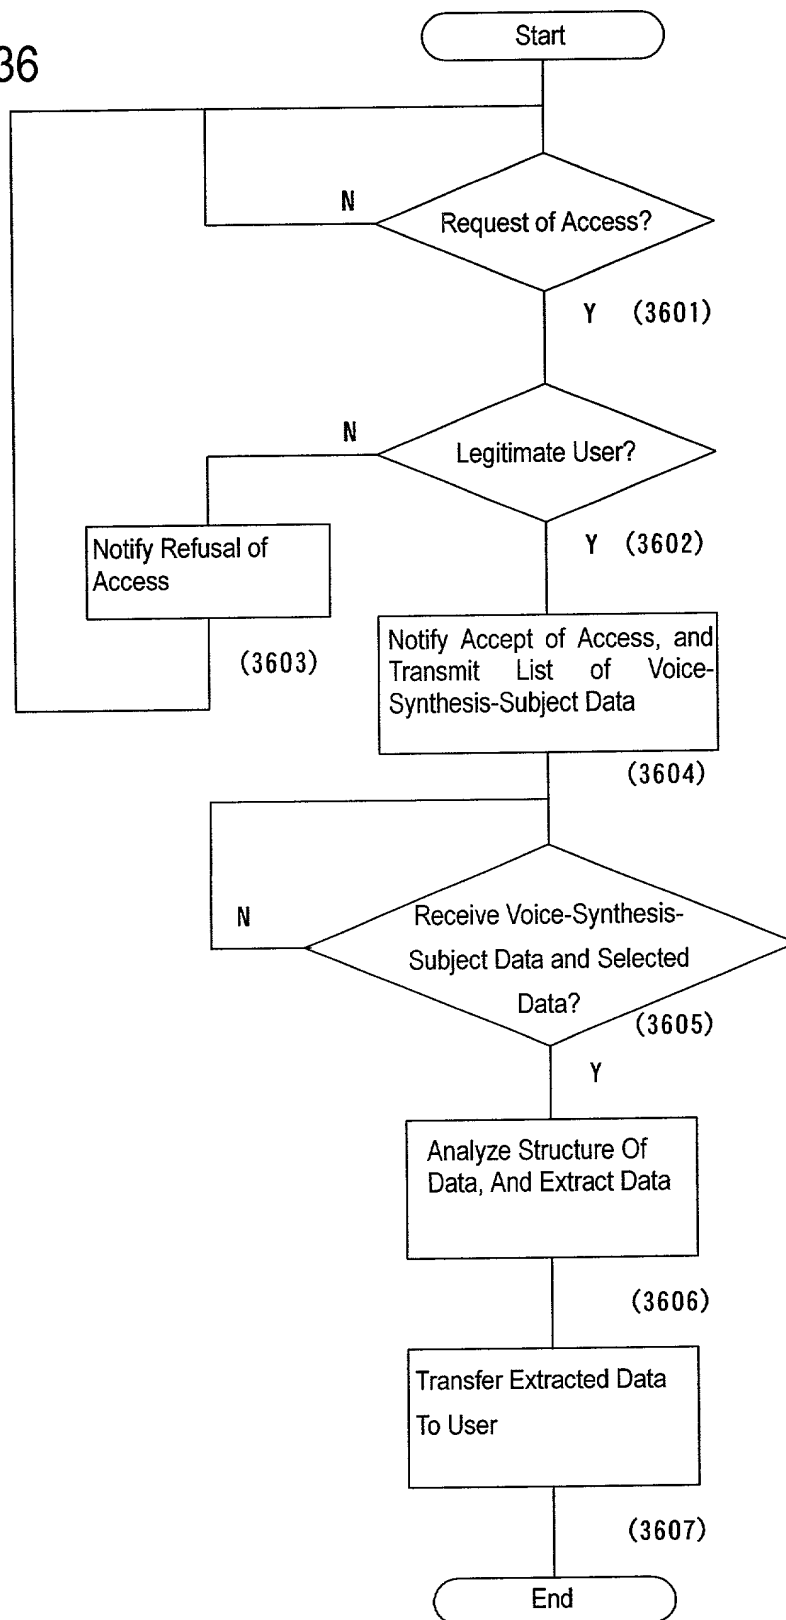 36
Start
N
Request of Access?
Y (3601)
N
Legitimate User?
Y (3602)
Notify Refusal of
Access
(3603)
Notify Accept of Access, and
Transmit List of Voice-
Synthesis-Subject Data
(3604)
N
Receive Voice-Synthesis-
Subject Data and Selected
Data?
(3605)
Y
Analyze Structure Of
Data, And Extract Data
(3606)
Transfer Extracted Data
To User
(3607)
End